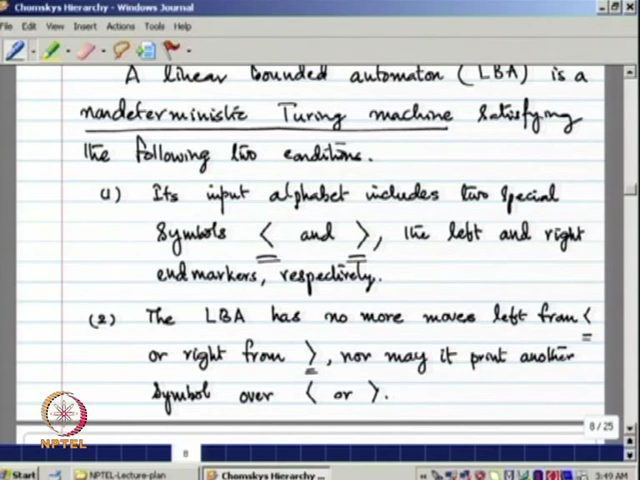 Chomskys Hierarchy - Windows Journal
File Edit View Insert Actions Tools Help
A linear bounded automaton (LBA) is a
nondeterministic Turing machine satisfying
the following two conditions.
(1) Its input alphabet includes two special
symbols < and >, the left and right
endmarkers, respectively.
(2) The LBA has no more moves left from <
or right from >, nor may it print another
symbol over < or >.
NPTEL
8 / 25
8
Start NPTEL-Lecture-plan Chomskys Hierarchy ... 3:49 AM